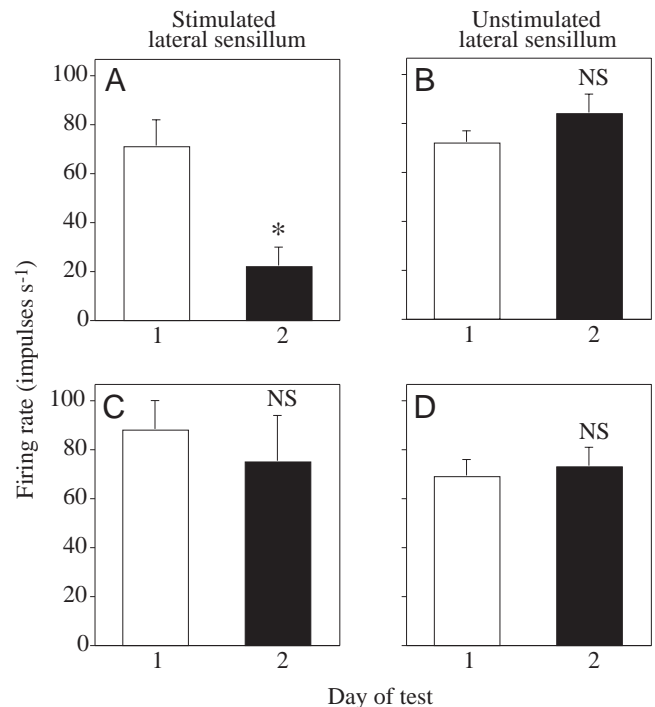 Stimulated
lateral sensillum
Unstimulated
lateral sensillum
Firing rate (impulses s-1)
A
100
80
60
40
20
0
*
1 2
B
NS
1 2
C
100
80
60
40
20
0
NS
1 2
D
NS
1 2
Day of test